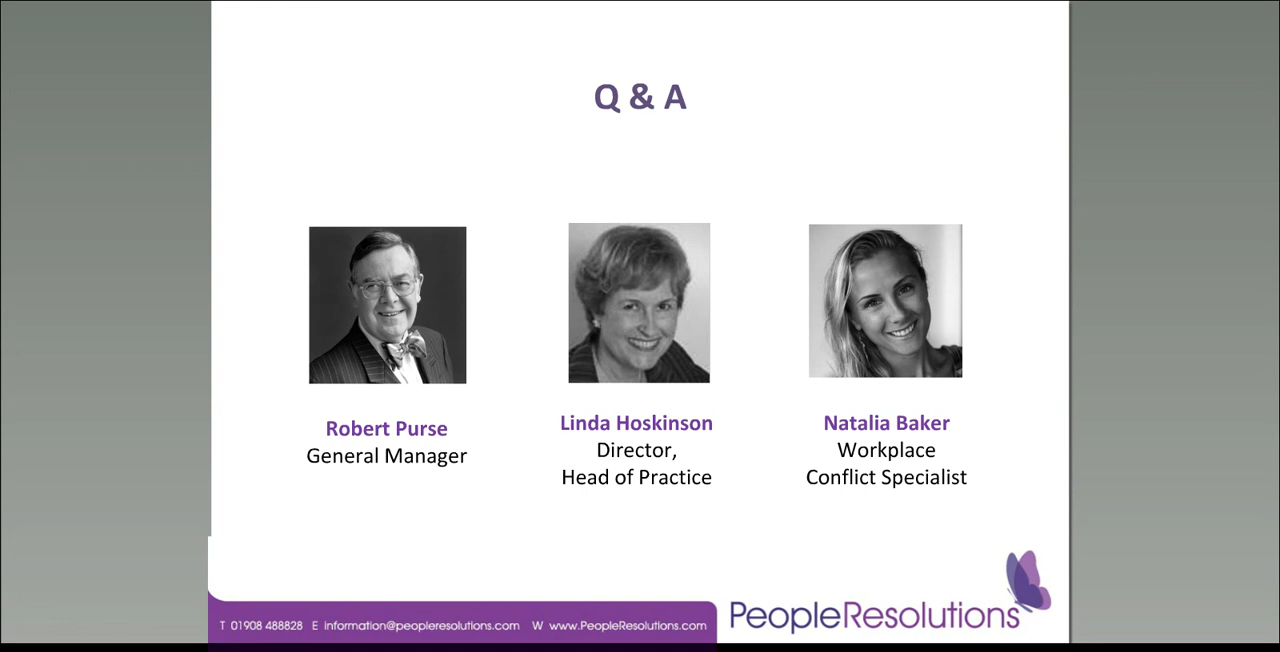 Q & A
Robert Purse
General Manager
Linda Hoskinson
Director,
Head of Practice
Natalia Baker
Workplace
Conflict Specialist
T 01908 488828 E information@peopleresolutions.com W www.PeopleResolutions.com
PeopleResolutions